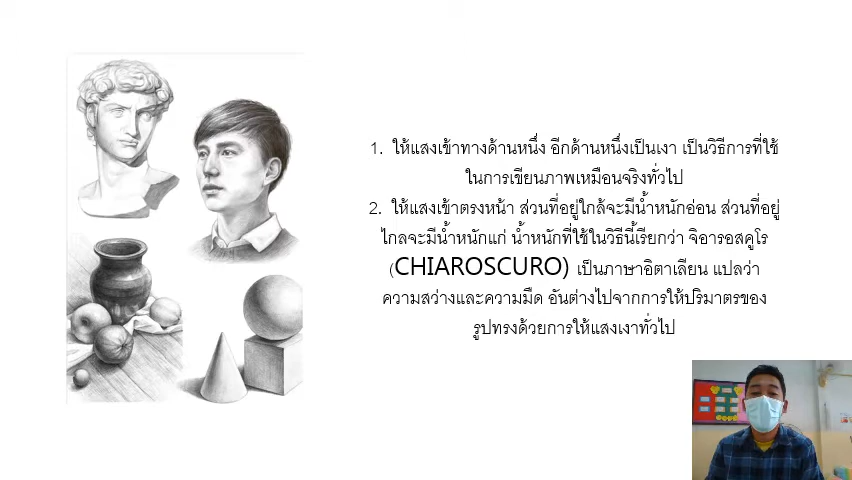 1. ให้แสงเข้าทางด้านหนึ่ง อีกด้านหนึ่งเป็นเงา เป็นวิธีการที่ใช้
ในการเขียนภาพเหมือนจริงทั่วไป
2. ให้แสงเข้าตรงหน้า ส่วนที่อยู่ใกล้จะมีน้ำหนักอ่อน ส่วนที่อยู่
ไกลจะมีน้ำหนักแก่ น้ำหนักที่ใช้ในวิธีนี้เรียกว่า จิอารอสคูโร
(CHIAROSCURO) เป็นภาษาอิตาเลียน แปลว่า
ความสว่างและความมืด อันต่างไปจากการให้ปริมาตรของ
รูปทรงด้วยการให้แสงเงาทั่วไป